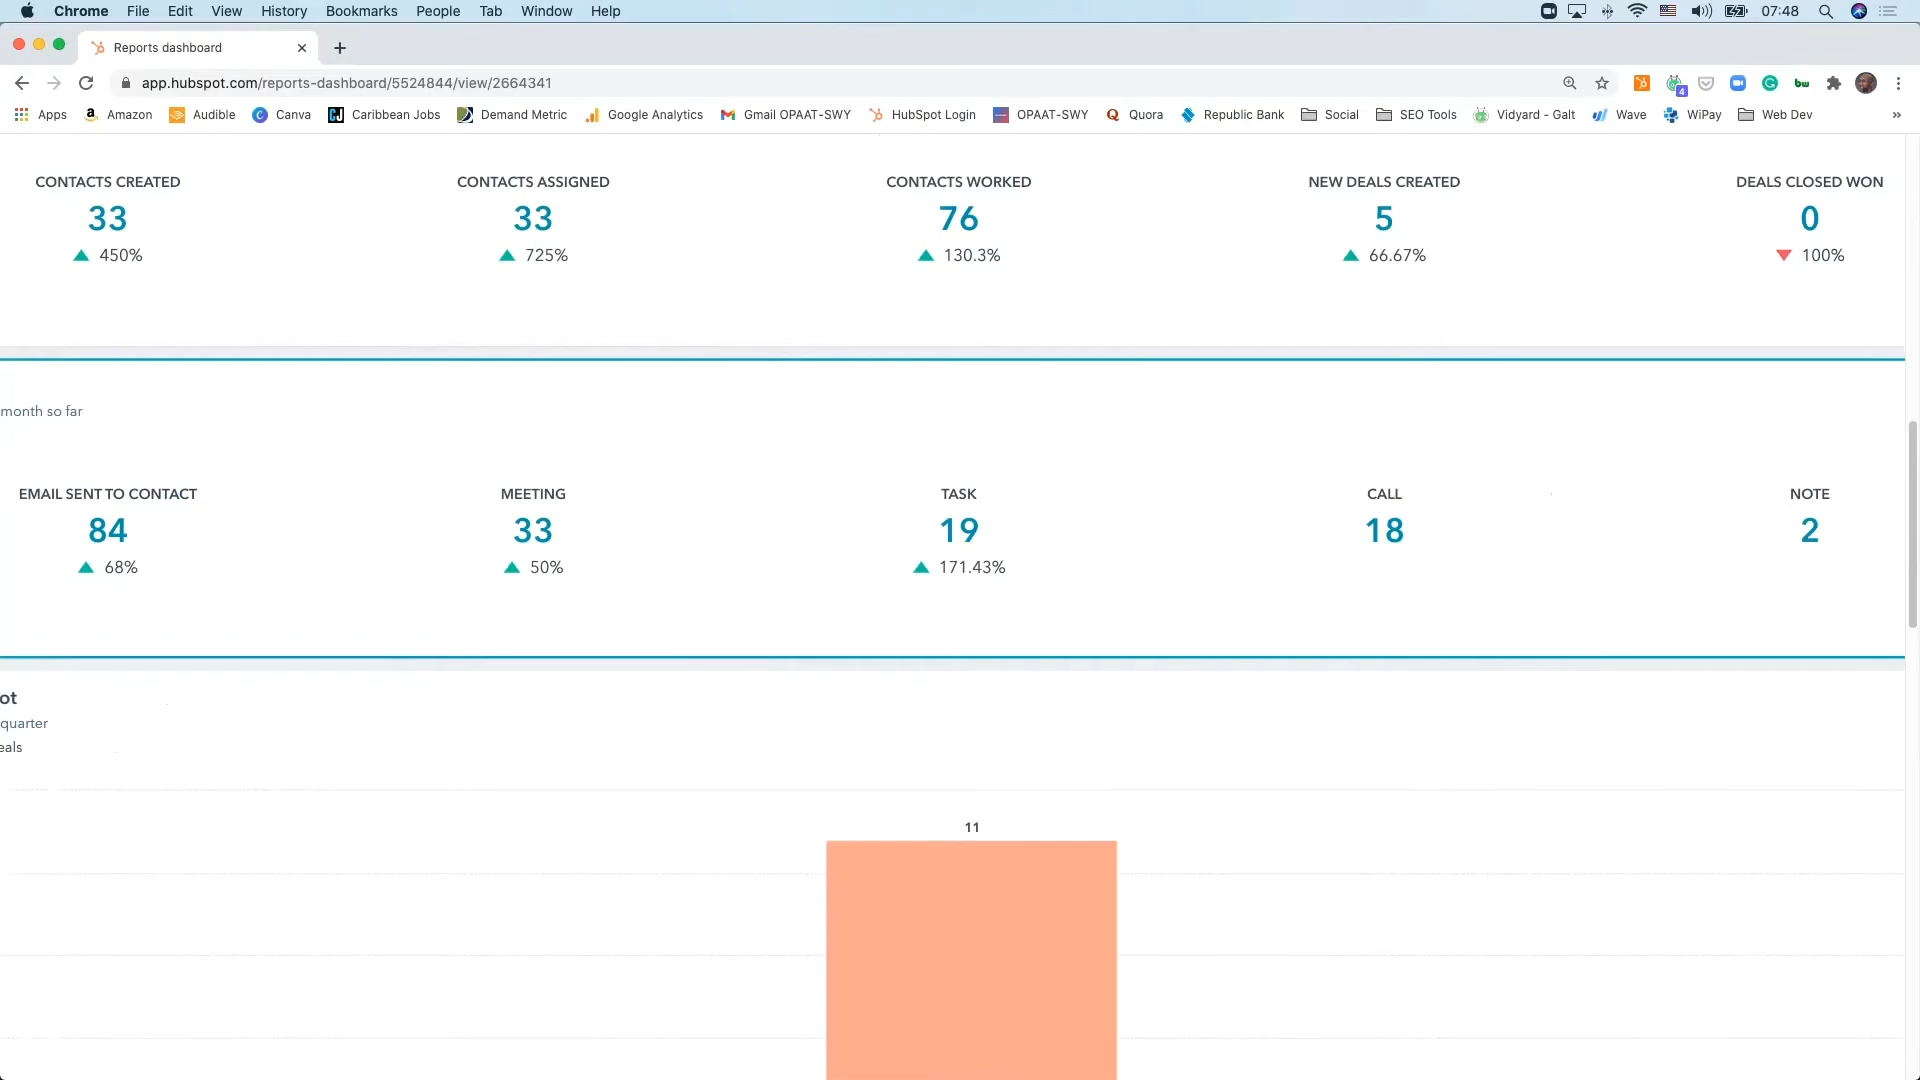 Chrome File Edit View History Bookmarks People Tab Window Help 07:48
Reports dashboard
app.hubspot.com/reports-dashboard/5524844/view/2664341
4
bw
Apps Amazon Audible Canva Caribbean Jobs Demand Metric Google Analytics Gmail OPAAT-SWY HubSpot Login OPAAT-SWY Quora Republic Bank Social SEO Tools Vidyard - Galt Wave WiPay Web Dev »
CONTACTS CREATED CONTACTS ASSIGNED CONTACTS WORKED NEW DEALS CREATED DEALS CLOSED WON
33 33 76 5 0
450% 725% 130.3% 66.67% 100%
month so far
EMAIL SENT TO CONTACT MEETING TASK CALL NOTE
84 33 19 18 2
68% 50% 171.43%
ot
quarter
eals
11